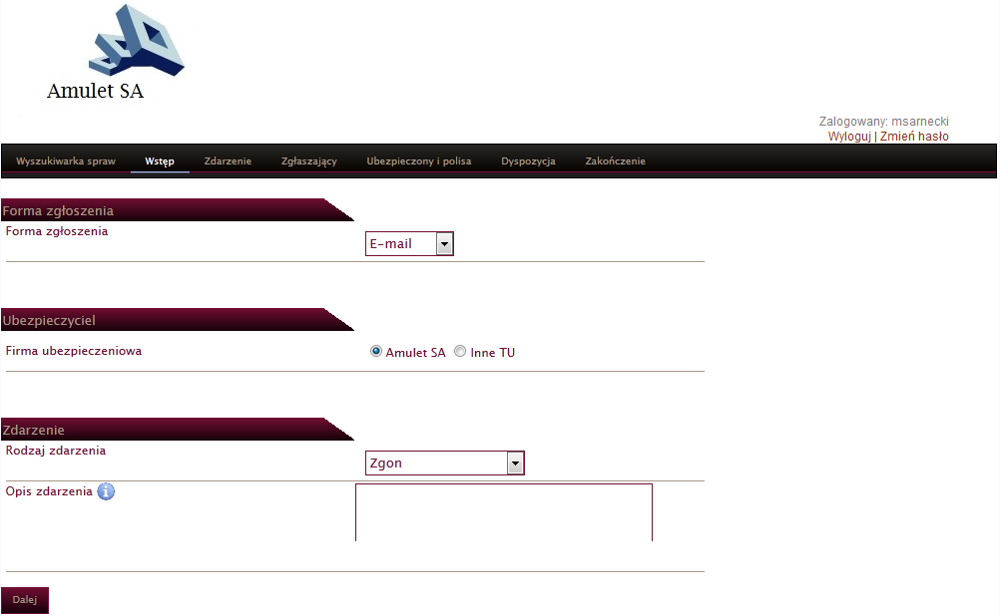 Amulet SA
Zalogowany: msarnecki
Wyloguj | Zmień hasło
Wyszukiwarka spraw Wstęp Zdarzenie Zgłaszający Ubezpieczony i polisa Dyspozycja Zakończenie
Forma zgłoszenia
Forma zgłoszenia
E-mail
Ubezpieczyciel
Firma ubezpieczeniowa Amulet SA Inne TU
Zdarzenie
Rodzaj zdarzenia
Zgon
Opis zdarzenia i
Dalej